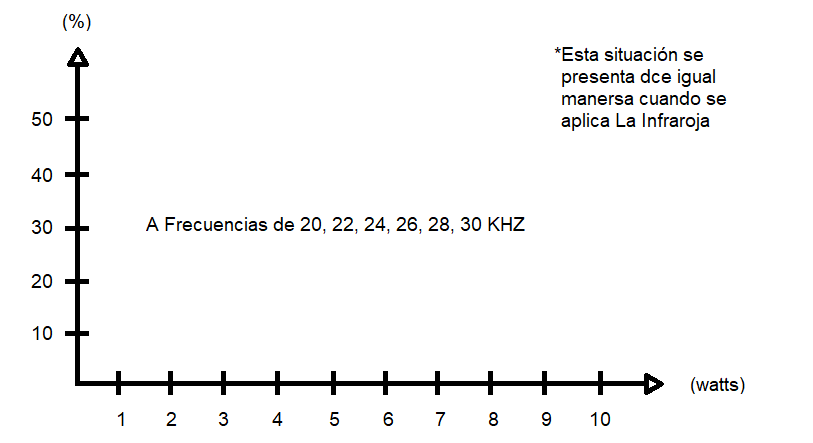 (%)
*Esta situación se
presenta dce igual
manersa cuando se
aplica La Infraroja
50
40
30
A Frecuencias de 20, 22, 24, 26, 28, 30 KHZ
20
10
(watts)
1 2 3 4 5 6 7 8 9 10